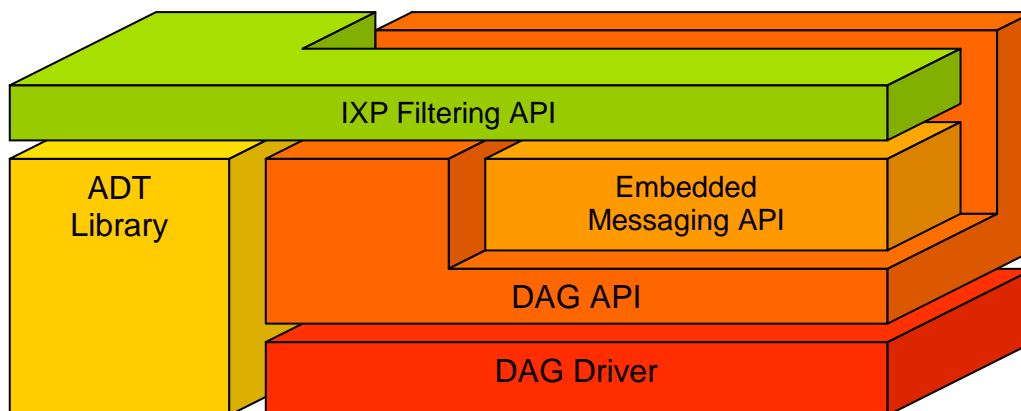 IXP Filtering API
ADT
Library
Embedded
Messaging API
DAG API
DAG Driver